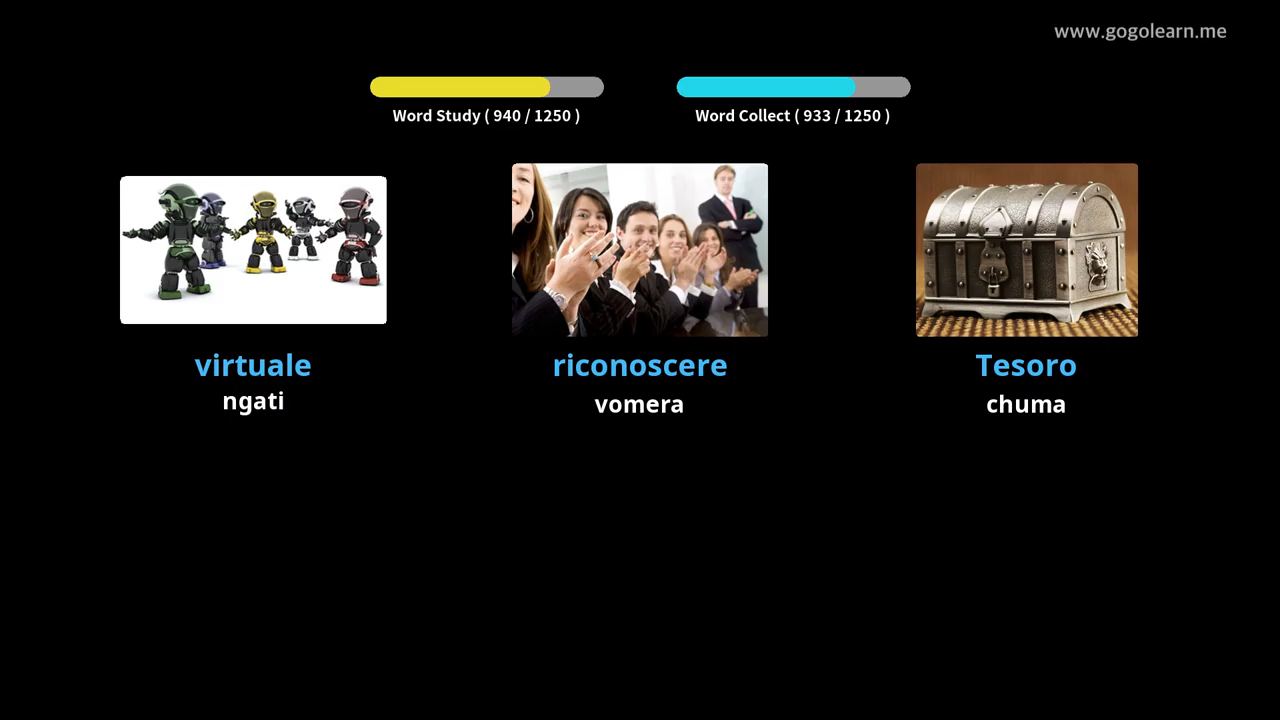 www.gogolearn.me
Word Study ( 940 / 1250 )
Word Collect ( 933 / 1250 )
virtuale
ngati
riconoscere
vomera
Tesoro
chuma